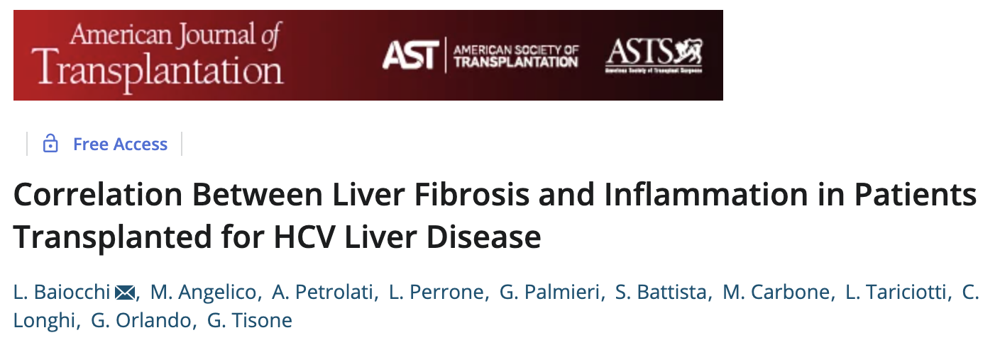 American Journal of
Transplantation
AST AMERICAN SOCIETY OF
TRANSPLANTATION
ASTS
American Society of Transplant Surgeons
Free Access
Correlation Between Liver Fibrosis and Inflammation in Patients
Transplanted for HCV Liver Disease
L. Baiocchi, M. Angelico, A. Petrolati, L. Perrone, G. Palmieri, S. Battista, M. Carbone, L. Tariciotti, C.
Longhi, G. Orlando, G. Tisone